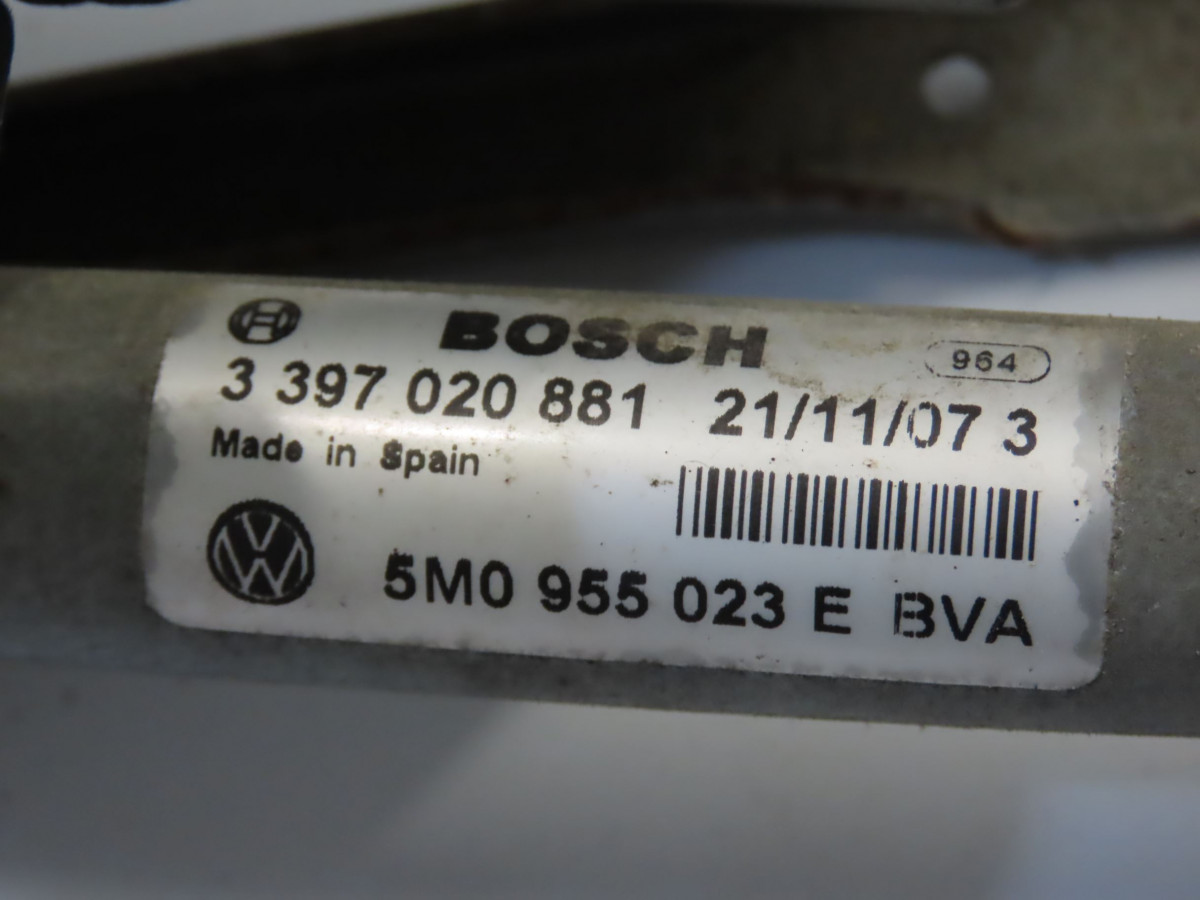 BOSCH
964
3 397 020 881 21/11/07 3
Made in Spain
5M0 955 023 E BVA